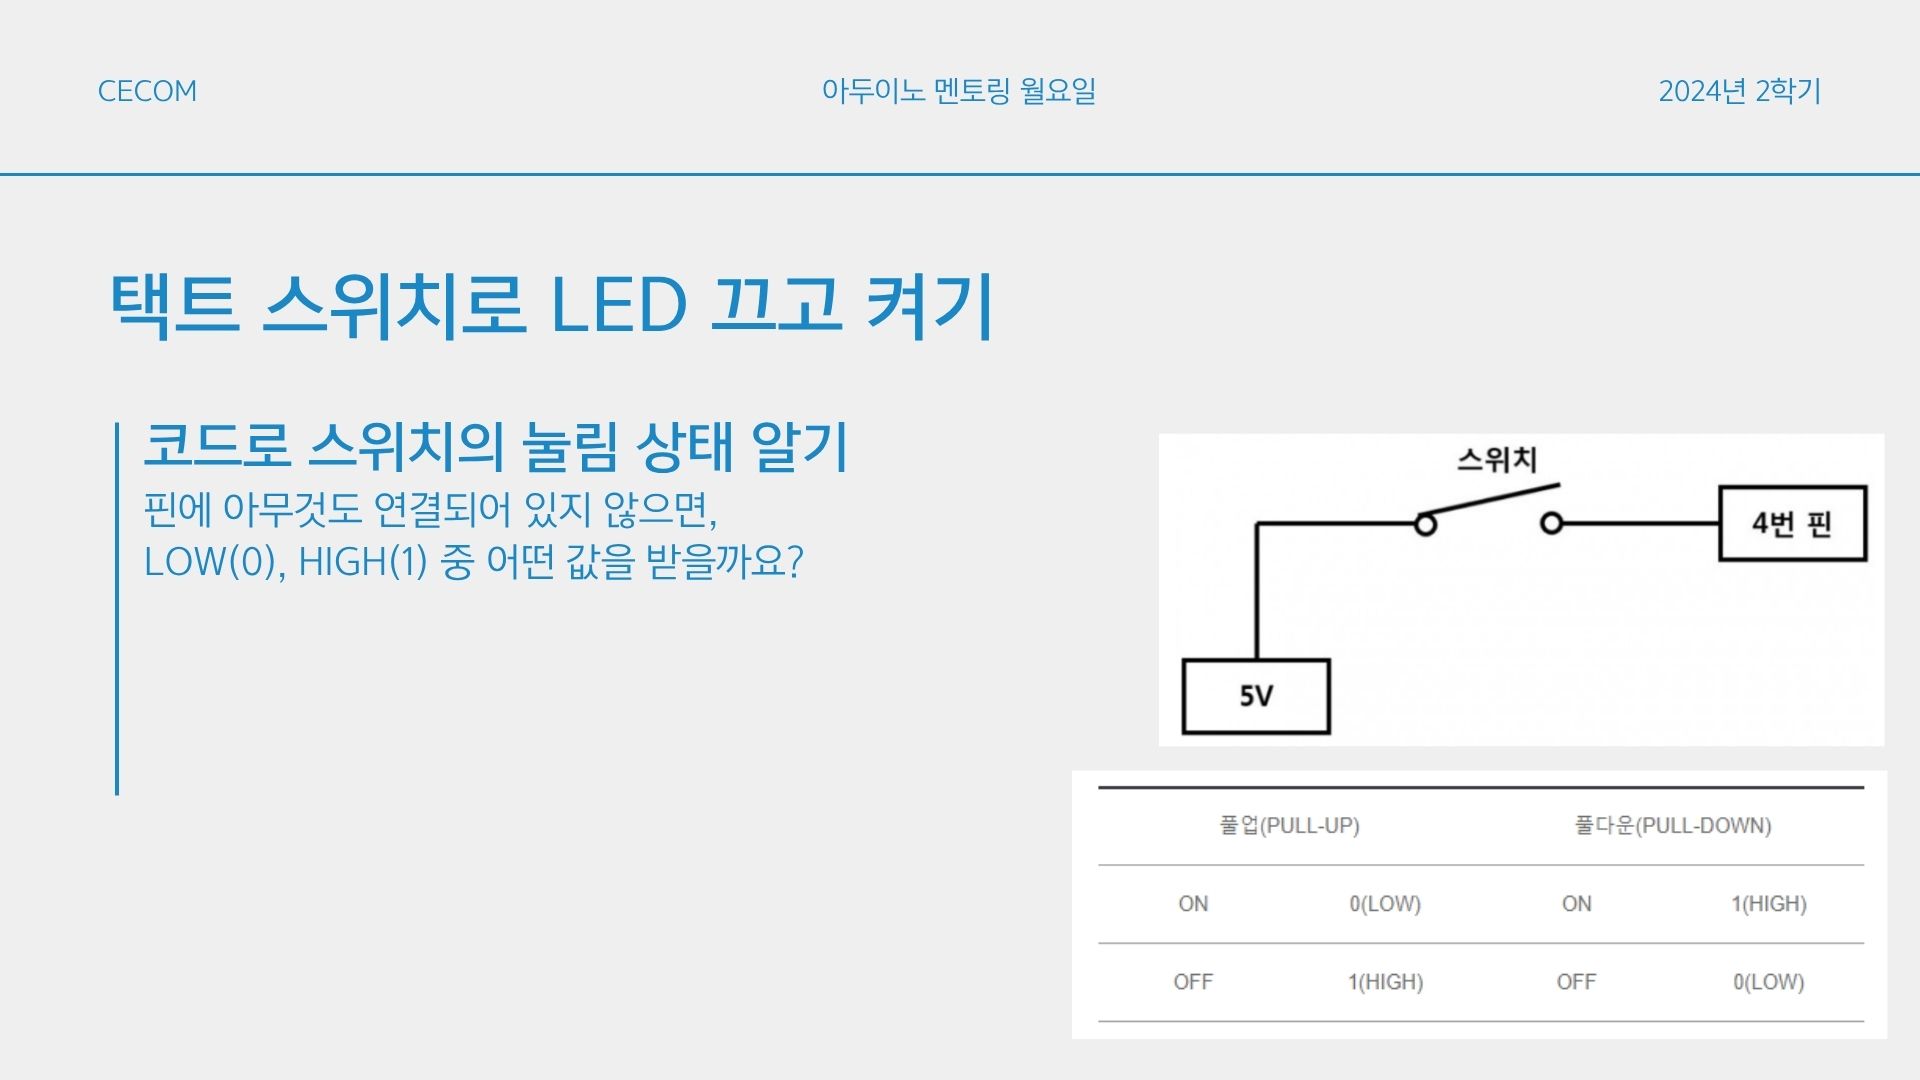 CECOM
아두이노 멘토링 월요일
2024년 2학기
택트 스위치로 LED 끄고 켜기
코드로 스위치의 눌림 상태 알기
핀에 아무것도 연결되어 있지 않으면,
LOW(0), HIGH(1) 중 어떤 값을 받을까요?
스위치
4번 핀
5V
풀업(PULL-UP) 풀다운(PULL-DOWN)
ON 0(LOW) ON 1(HIGH)
OFF 1(HIGH) OFF 0(LOW)